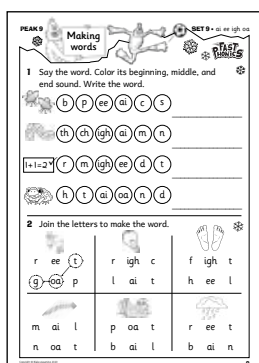 PEAK 9
Making words
SET 9 • ai ee igh oa
FAST PHONICS
1 Say the word. Color its beginning, middle, and
end sound. Write the word.
b p ee ai c s
th ch igh ai m n
1+1=2 r m igh ee d t
h t ai oa n d
2 Join the letters to make the word.
r ee t r igh c f igh t
g oa p l ai t h ee l
m ai l p oa t r ee t
n oa t b ai l b ai n